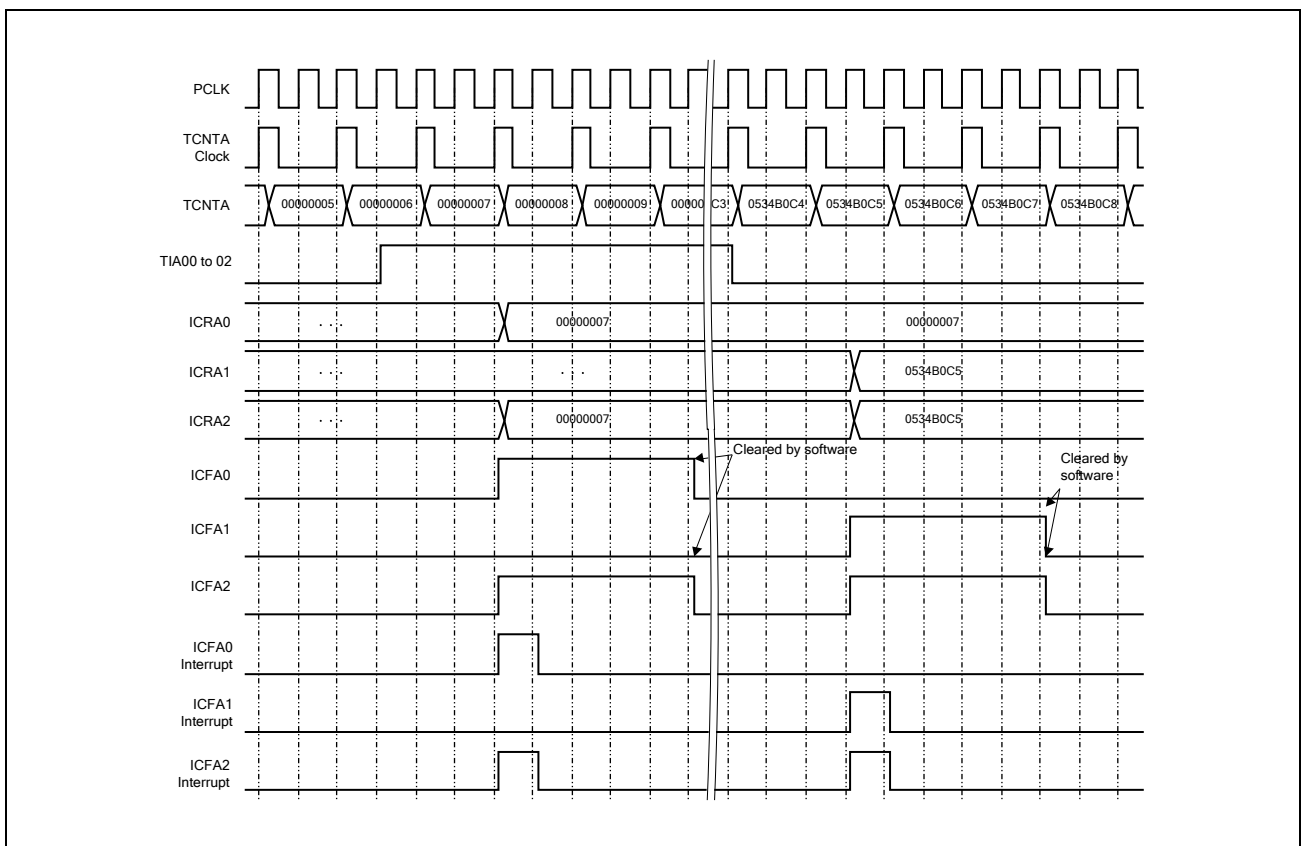 PCLK
TCNTA
Clock
TCNTA 00000005 00000006 00000007 00000008 00000009 0534B0C4 0534B0C5 0534B0C6 0534B0C7 0534B0C8
TIA00 to 02
ICRA0 . . . 00000007 00000007
ICRA1 . . . . . . 0534B0C5
ICRA2 . . . 00000007 0534B0C5
Cleared by software
Cleared by
software
ICFA0
ICFA1
ICFA2
ICFA0
Interrupt
ICFA1
Interrupt
ICFA2
Interrupt